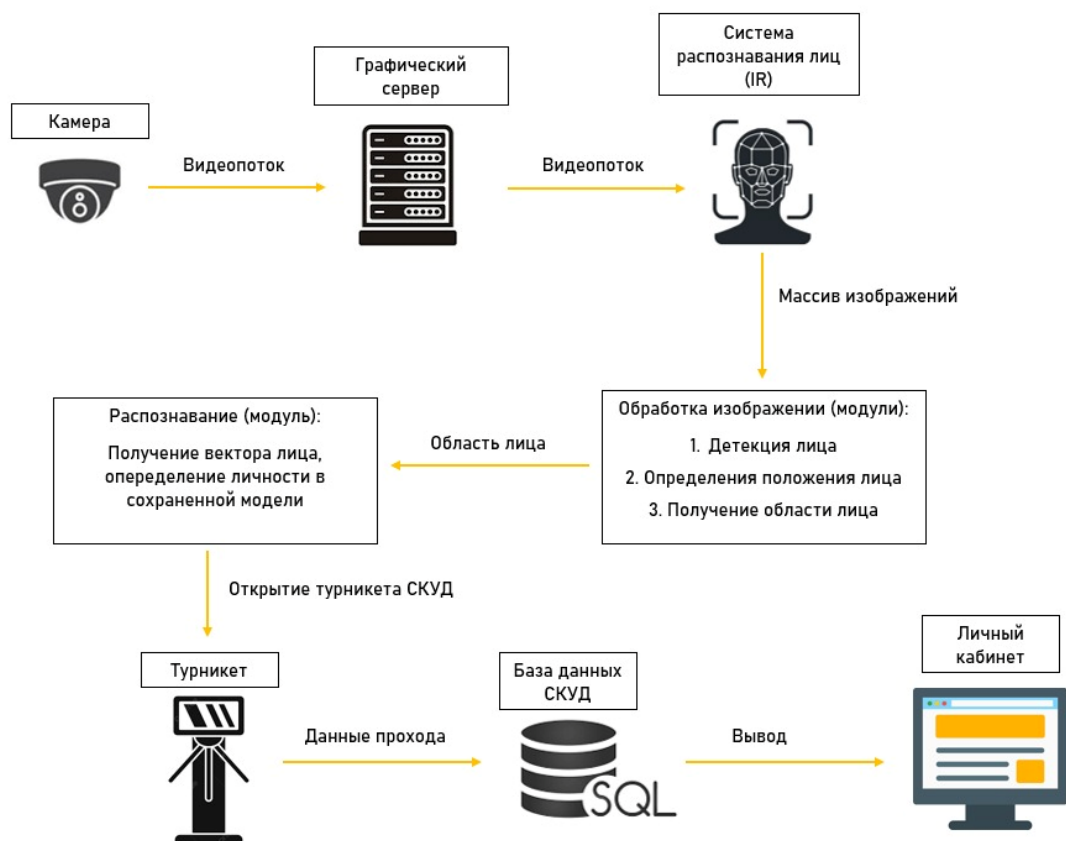 Камера
Видеопоток
Графический
сервер
Видеопоток
Система
распознавания лиц
(IR)
Массив изображений
Обработка изображении (модули):
1. Детекция лица
2. Определения положения лица
3. Получение области лица
Область лица
Распознавание (модуль):
Получение вектора лица,
опеределение личности в
сохраненной модели
Открытие турникета СКУД
Турникет
Данные прохода
База данных
СКУД
SQL
Вывод
Личный
кабинет